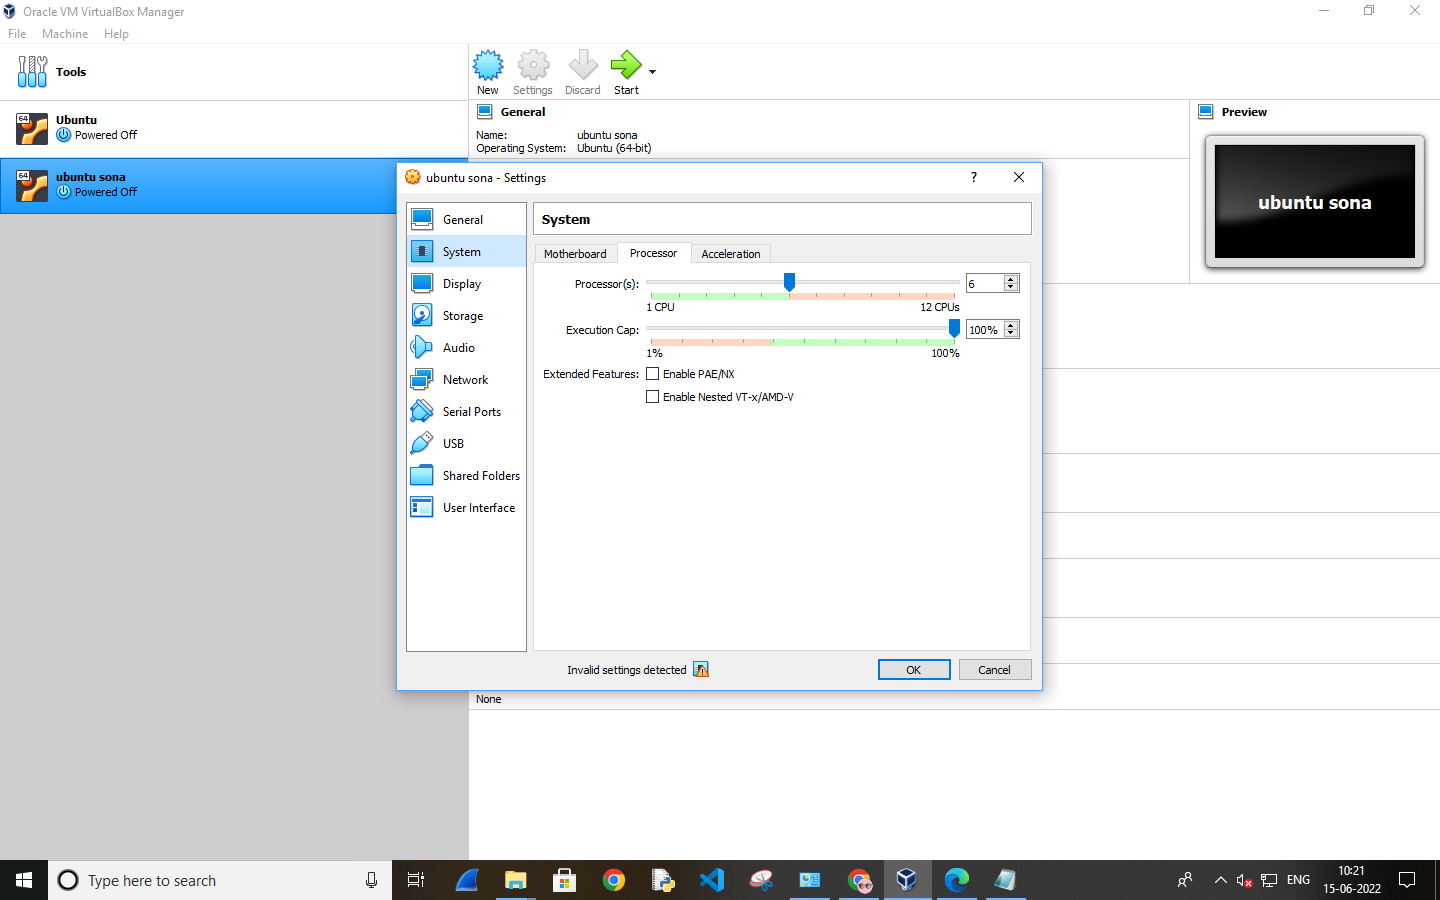 Oracle VM VirtualBox Manager
File Machine Help
Tools
New Settings Discard Start
64 Ubuntu
Powered Off
64 ubuntu sona
Powered Off
General
Name: ubuntu sona
Operating System: Ubuntu (64-bit)
Preview
ubuntu sona
ubuntu sona - Settings ?
General
System
Display
Storage
Audio
Network
Serial Ports
USB
Shared Folders
User Interface
System
Motherboard Processor Acceleration
Processor(s): 6
1 CPU 12 CPUs
Execution Cap: 100%
1% 100%
Extended Features: Enable PAE/NX
Enable Nested VT-x/AMD-V
Invalid settings detected OK Cancel
None
Type here to search
ENG
10:21
15-06-2022